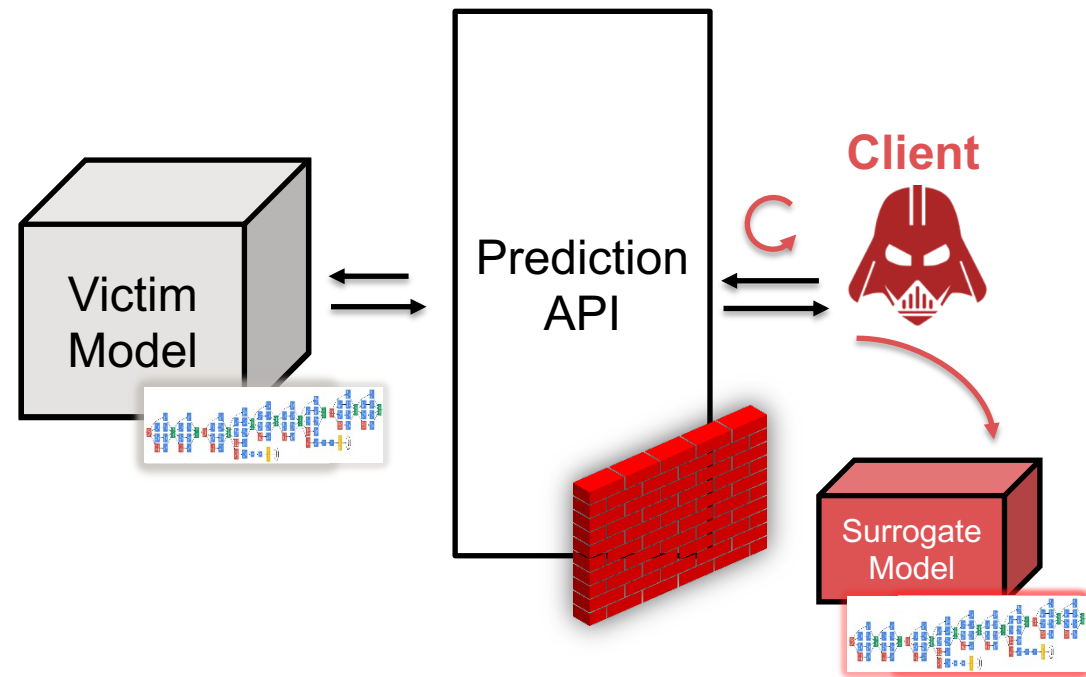 Client
Prediction
API
Victim
Model
Surrogate
Model